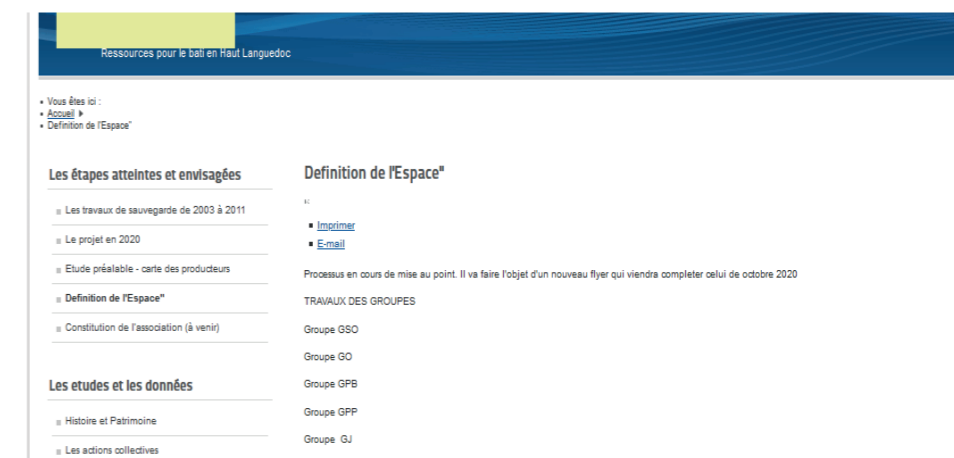 Ressources pour le bati en Haut Languedoc
Vous êtes ici :
Accueil
Definition de l'Espace"
Les étapes atteintes et envisagées
Les travaux de sauvegarde de 2003 à 2011
Le projet en 2020
Etude préalable - carte des producteurs
Definition de l'Espace"
Constitution de l'association (à venir)
Les etudes et les données
Histoire et Patrimoine
Les actions collectives
Definition de l'Espace"
Imprimer
E-mail
Processus en cours de mise au point. Il va faire l'objet d'un nouveau flyer qui viendra completer celui de octobre 2020
TRAVAUX DES GROUPES
Groupe GSO
Groupe GO
Groupe GPB
Groupe GPP
Groupe GJ